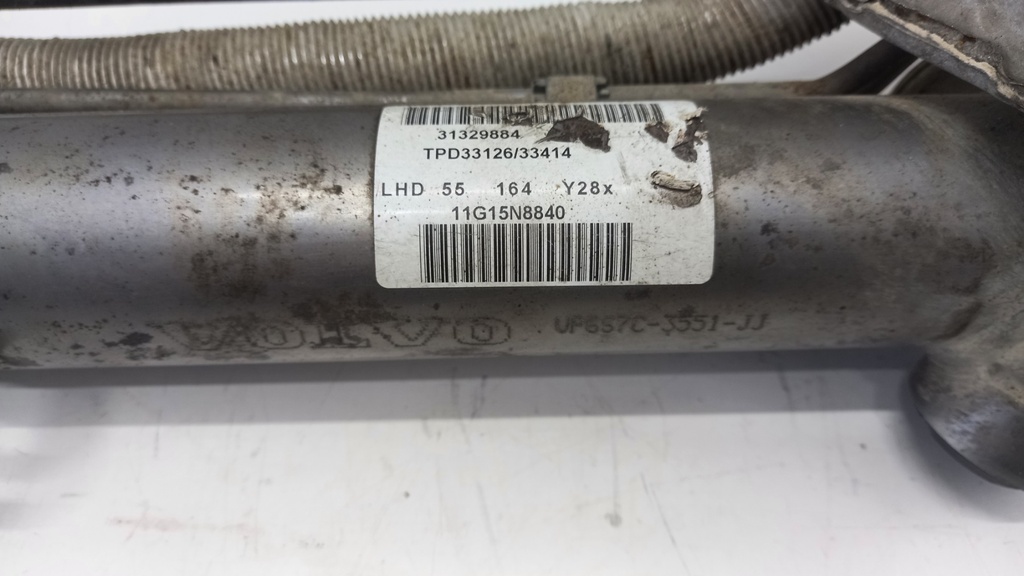 31329884
TPD33126/33414
LHD 55 164 Y28x
11G15N8840
VOLVO